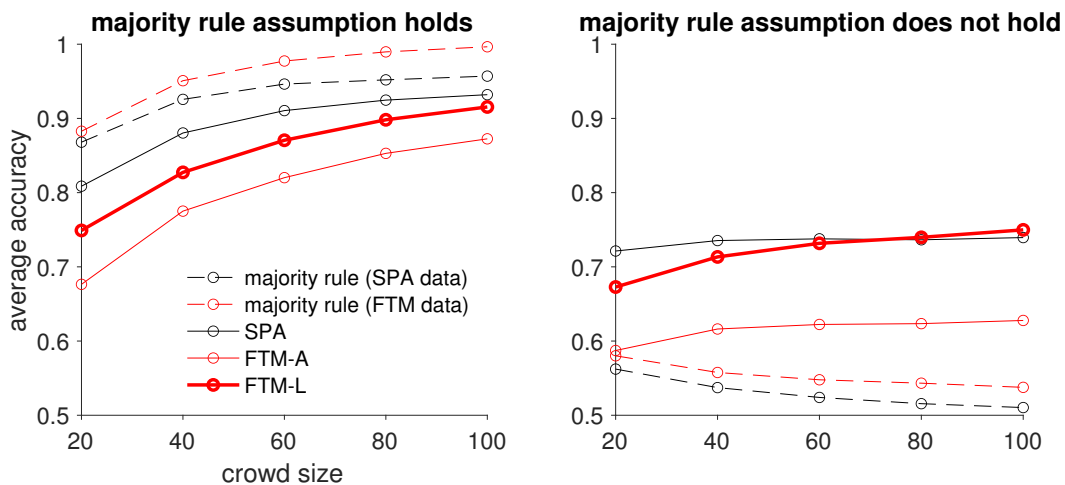 majority rule assumption holds
1
0.9
0.8
0.7
0.6
0.5
average accuracy
majority rule (SPA data)
majority rule (FTM data)
SPA
FTM-A
FTM-L
20 40 60 80 100
crowd size
majority rule assumption does not hold
1
0.9
0.8
0.7
0.6
0.5
20 40 60 80 100